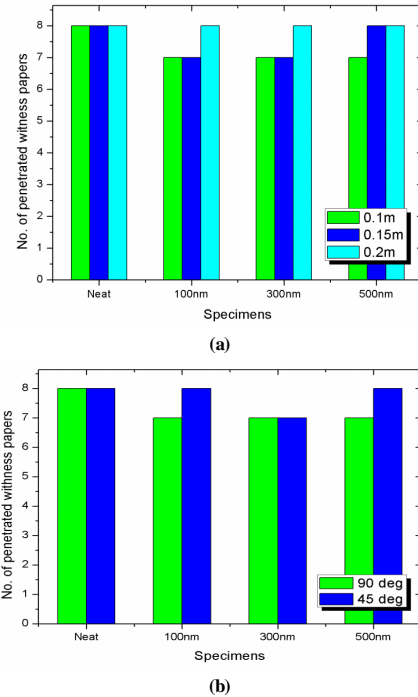 No. of penetrated witness papers
8
7
6
5
4
3
2
1
0
0.1m
0.15m
0.2m
Neat
100nm
300nm
500nm
Specimens
(a)
No. of penetrated withness papers
8
7
6
5
4
3
2
1
0
90 deg
45 deg
Neat
100nm
300nm
500nm
Specimens
(b)